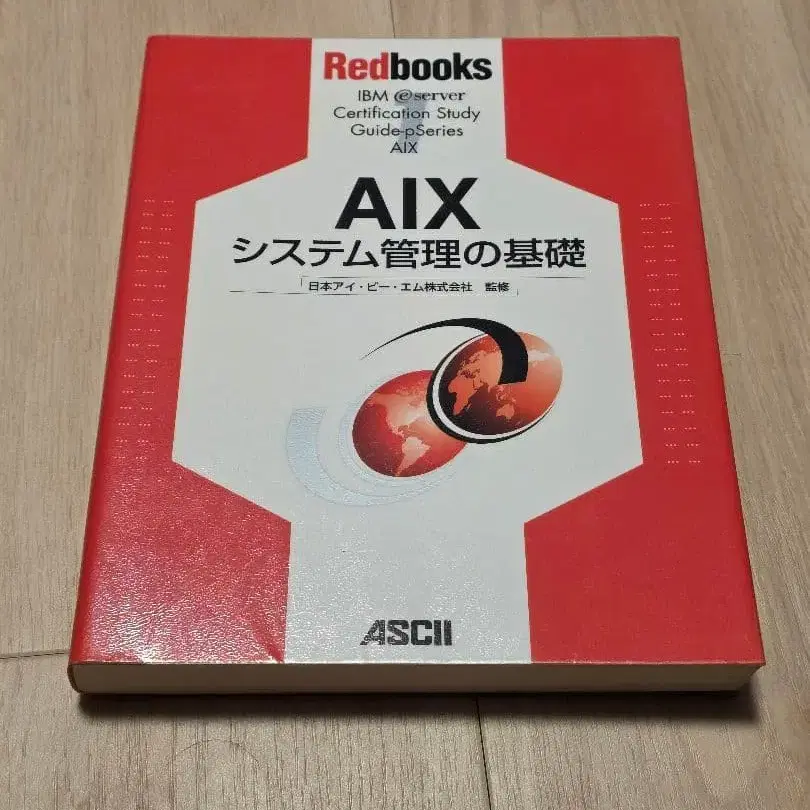 Redbooks
IBM @server
Certification Study
Guide-pSeries
AIX
1
AIX
システム管理の基礎
「日本アイ・ビー・エム株式会社 監修」
ASCII